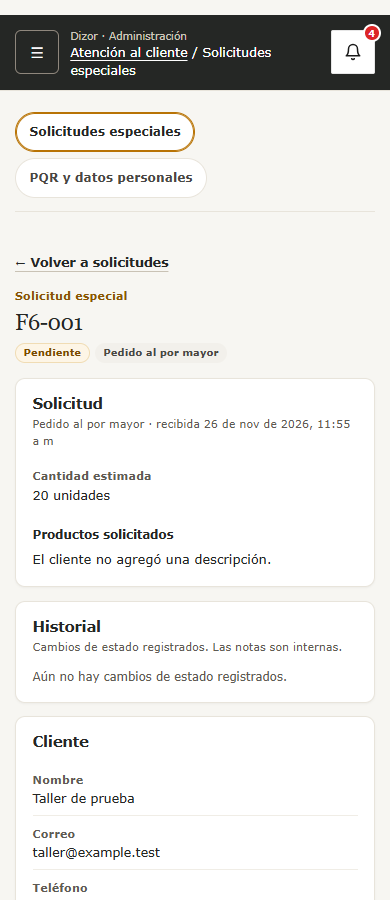 Dizor · Administración
Atención al cliente / Solicitudes
especiales
4
Solicitudes especiales
PQR y datos personales
← Volver a solicitudes
Solicitud especial
F6-001
Pendiente
Pedido al por mayor
Solicitud
Pedido al por mayor · recibida 26 de nov de 2026, 11:55
a m
Cantidad estimada
20 unidades
Productos solicitados
El cliente no agregó una descripción.
Historial
Cambios de estado registrados. Las notas son internas.
Aún no hay cambios de estado registrados.
Cliente
Nombre
Taller de prueba
Correo
taller@example.test
Teléfono